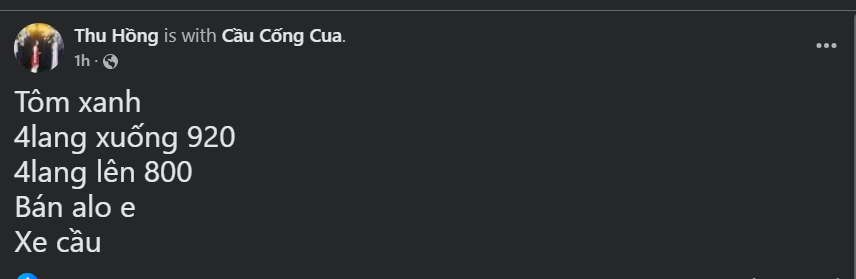 Thu Hồng is with Cầu Cống Cua.
1h ·
Tôm xanh
4lang xuống 920
4lang lên 800
Bán alo e
Xe cầu